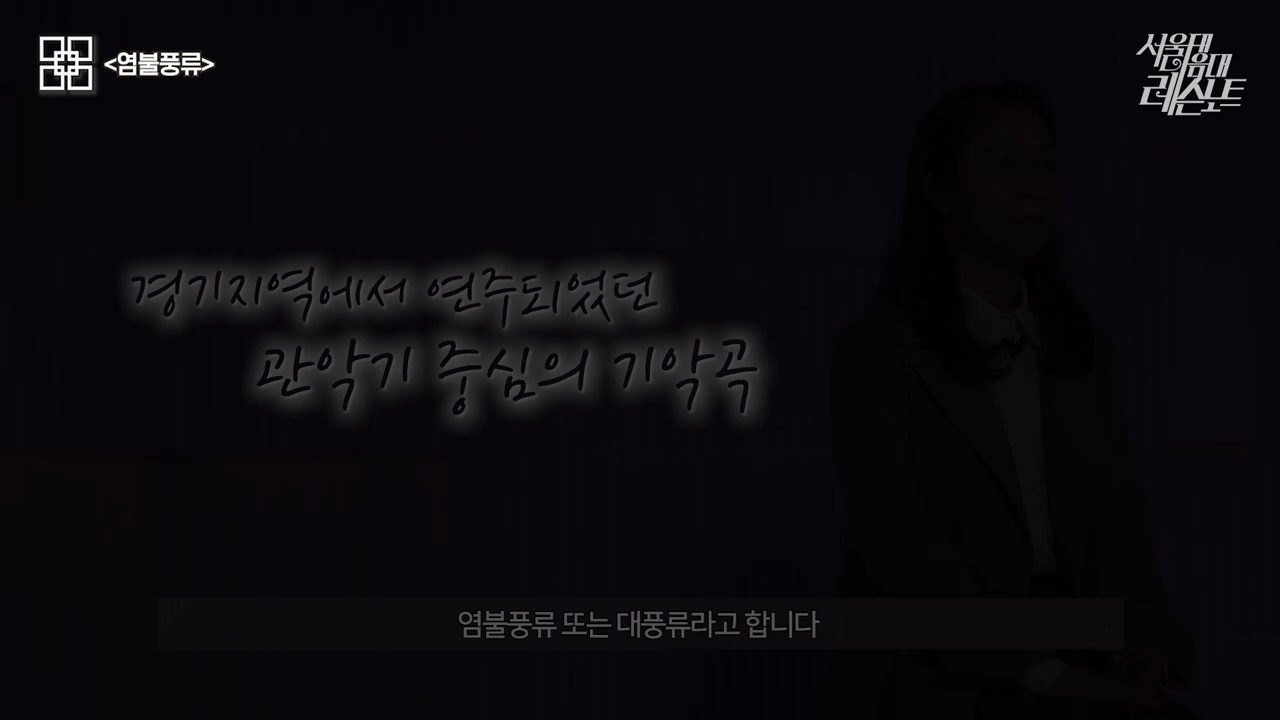 <염불풍류>
서울대
음대
레슨노트
경기지역에서 연주되었던
관악기 중심의 기악곡
염불풍류 또는 대풍류라고 합니다